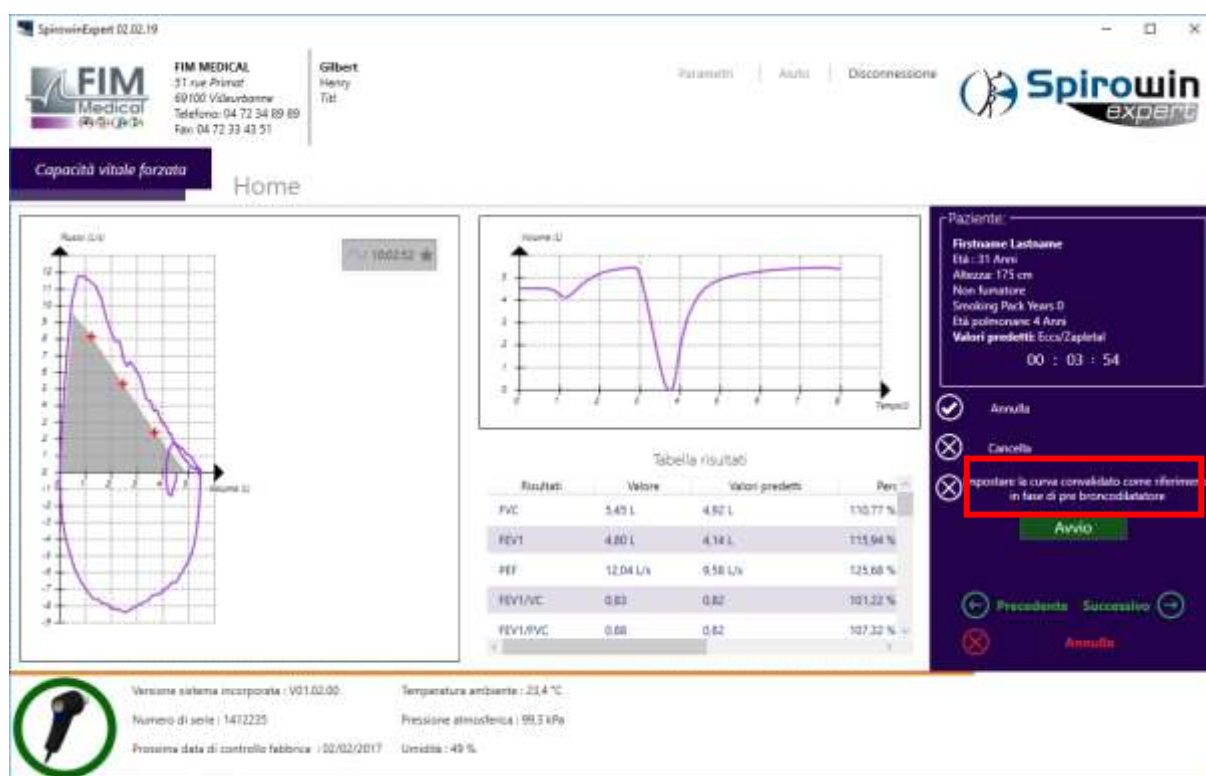 SpirowinExpert 02.02.19
FIM
Medical
FIM MEDICAL
51 rue Primat
69100 Villeurbanne
Telefono: 04 72 34 89 89
Fax: 04 72 33 43 51
Gilbert
Henry
Tit!
Parametri | Aiuto | Disconnessione
Spirowin
expert
Capacità vitale forzata
Home
Flusso (L/s)
10:02:52
Volume (L)
Volume (L)
Tempo(s)
Tabella risultati
Risultati Valore Valori predetti Perc
FVC 5,45 L 4,92 L 110,77 %
FEV1 4,80 L 4,14 L 115,94 %
PEF 12,04 L/s 9,58 L/s 125,68 %
FEV1/VC 0,83 0,82 101,22 %
FEV1/FVC 0,88 0,82 107,32 %
Paziente:
Firstname Lastname
Età : 31 Anni
Altezza: 175 cm
Non fumatore
Smoking Pack Years 0
Età polmonare: 4 Anni
Valori predetti: Eccs/Zapletal
00 : 03 : 54
Annulla
Cancella
mpostare la curva convalidato come riferimen
in fase di pre broncodilatatore
Avvio
Precedente Successivo
Annulla
Versione sistema incorporata : V01.02.00 Temperatura ambiente : 23,4 °C
Numero di serie : 1412235 Pressione atmosferica : 99,3 kPa
Prossima data di controllo fabbrica : 02/02/2017 Umidità : 49 %